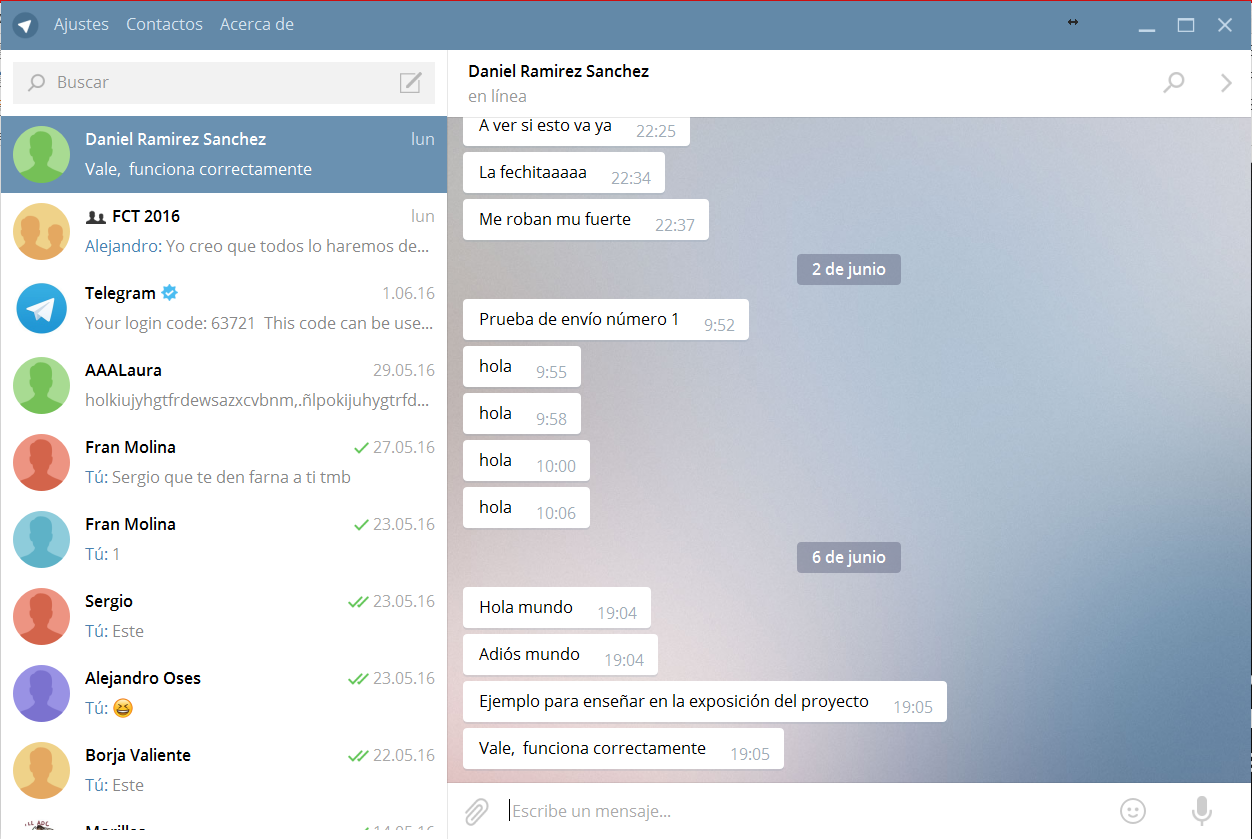 Ajustes Contactos Acerca de
Buscar
Daniel Ramirez Sanchez lun
Vale, funciona correctamente
FCT 2016 lun
Alejandro: Yo creo que todos lo haremos de...
Telegram 1.06.16
Your login code: 63721 This code can be use...
AAALaura 29.05.16
holkiujyhgtfrdewsazxcvbnm,.ñlpokijuhygtrfd...
Fran Molina 27.05.16
Tú: Sergio que te den farna a ti tmb
Fran Molina 23.05.16
Tú: 1
Sergio 23.05.16
Tú: Este
Alejandro Oses 23.05.16
Tú: 😆
Borja Valiente 22.05.16
Tú: Este
Daniel Ramirez Sanchez
en línea
A ver si esto va ya 22:25
La fechitaaaaa 22:34
Me roban mu fuerte 22:37
2 de junio
Prueba de envío número 1 9:52
hola 9:55
hola 9:58
hola 10:00
hola 10:06
6 de junio
Hola mundo 19:04
Adiós mundo 19:04
Ejemplo para enseñar en la exposición del proyecto 19:05
Vale, funciona correctamente 19:05
Escribe un mensaje...